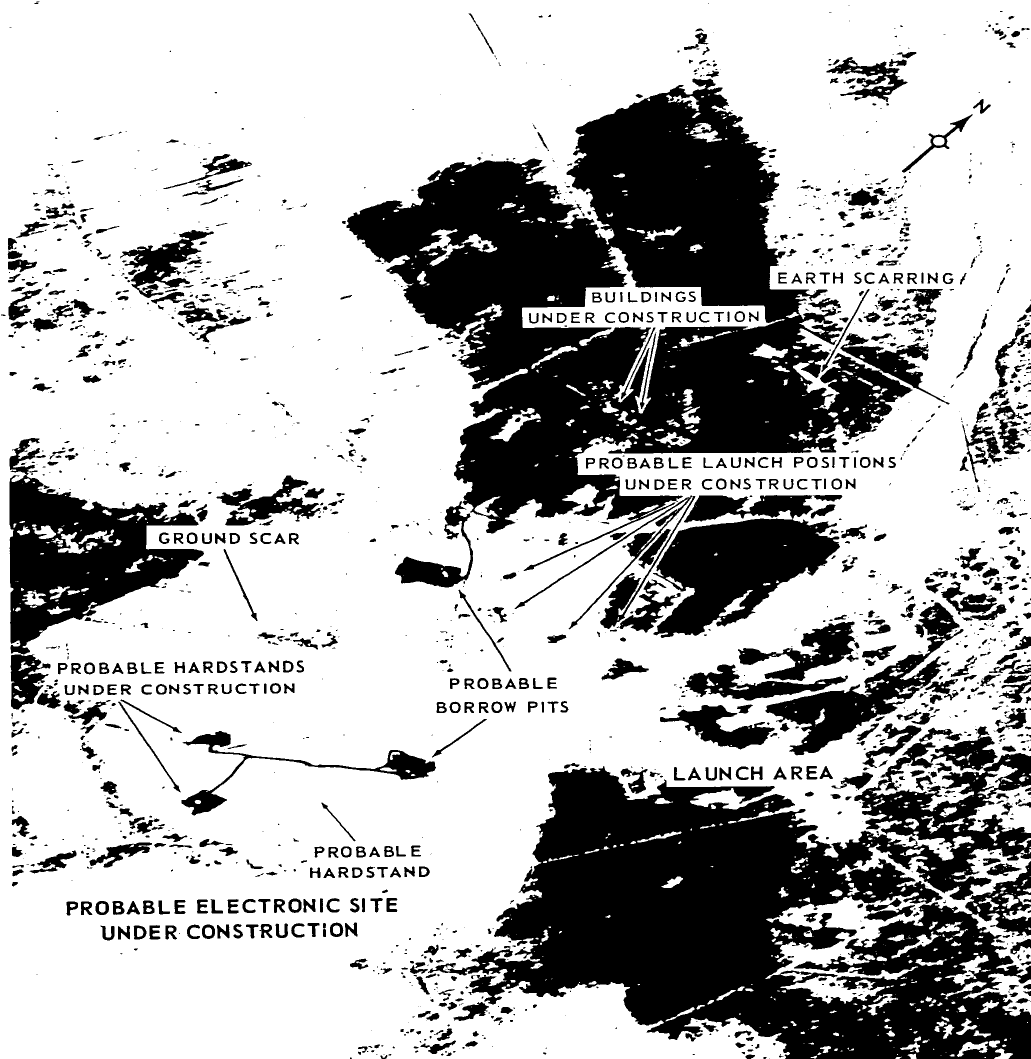 N
EARTH SCARRING
BUILDINGS
UNDER CONSTRUCTION
PROBABLE LAUNCH POSITIONS
UNDER CONSTRUCTION
GROUND SCAR
PROBABLE HARDSTANDS
UNDER CONSTRUCTION
PROBABLE
BORROW PITS
LAUNCH AREA
PROBABLE
HARDSTAND
PROBABLE ELECTRONIC SITE
UNDER CONSTRUCTION